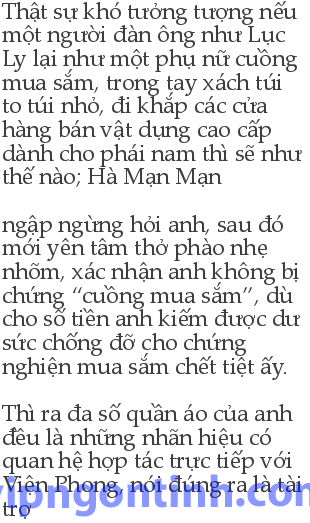 Thật sự khó tưởng tượng nếu
một người đàn ông như Lục
Ly lại như một phụ nữ cuồng
mua sắm, trong tay xách túi
to túi nhỏ, đi khắp các cửa
hàng bán vật dụng cao cấp
dành cho phái nam thì sẽ như
thế nào; Hà Mạn Mạn
ngập ngừng hỏi anh, sau đó
mới yên tâm thở phào nhẹ
nhõm, xác nhận anh không bị
chứng “cuồng mua sắm”, dù
cho số tiền anh kiếm được dư
sức chống đỡ cho chứng
nghiện mua sắm chết tiệt ấy.
Thì ra đa số quần áo của anh
đều là những nhãn hiệu có
quan hệ hợp tác trực tiếp với
Viện Phong, nói đúng ra là tài
trợ